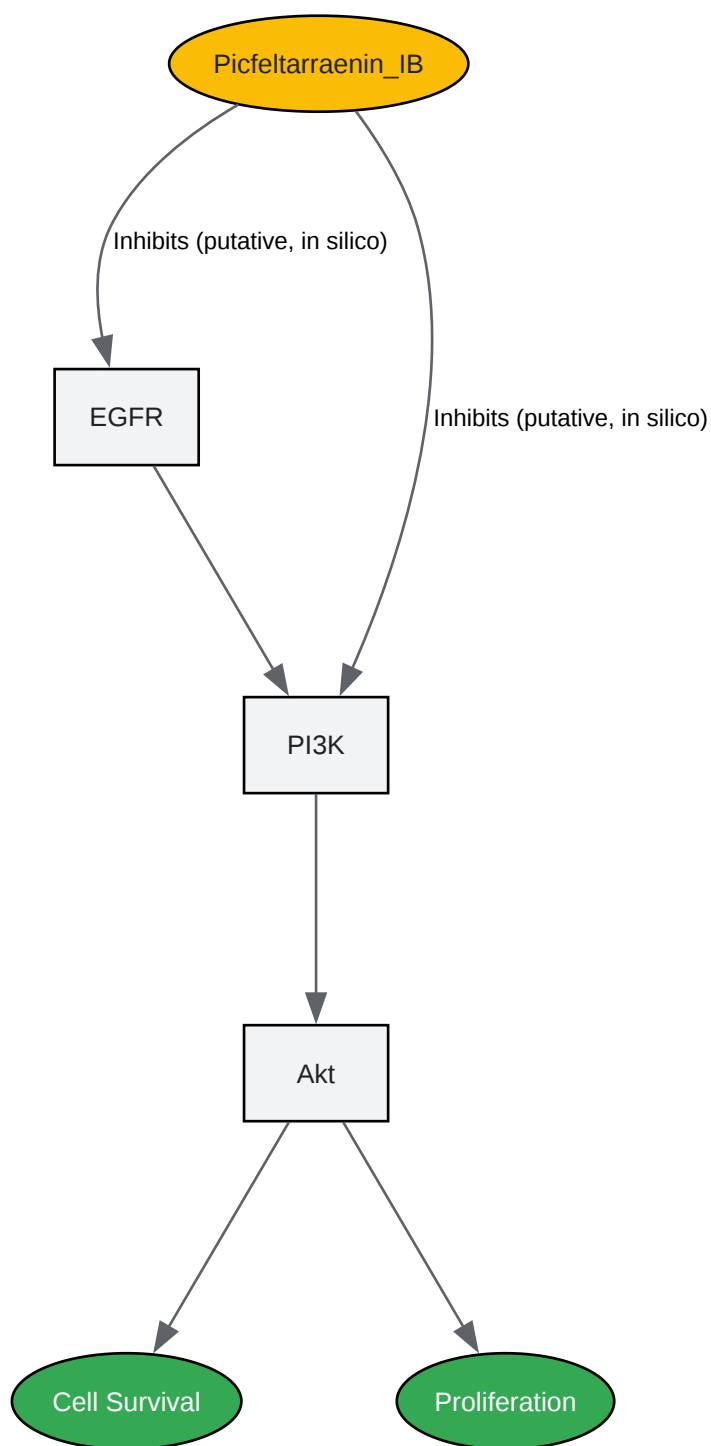 Picfeltarraenin_IB
Inhibits (putative, in silico)
EGFR
Inhibits (putative, in silico)
PI3K
Akt
Cell Survival
Proliferation